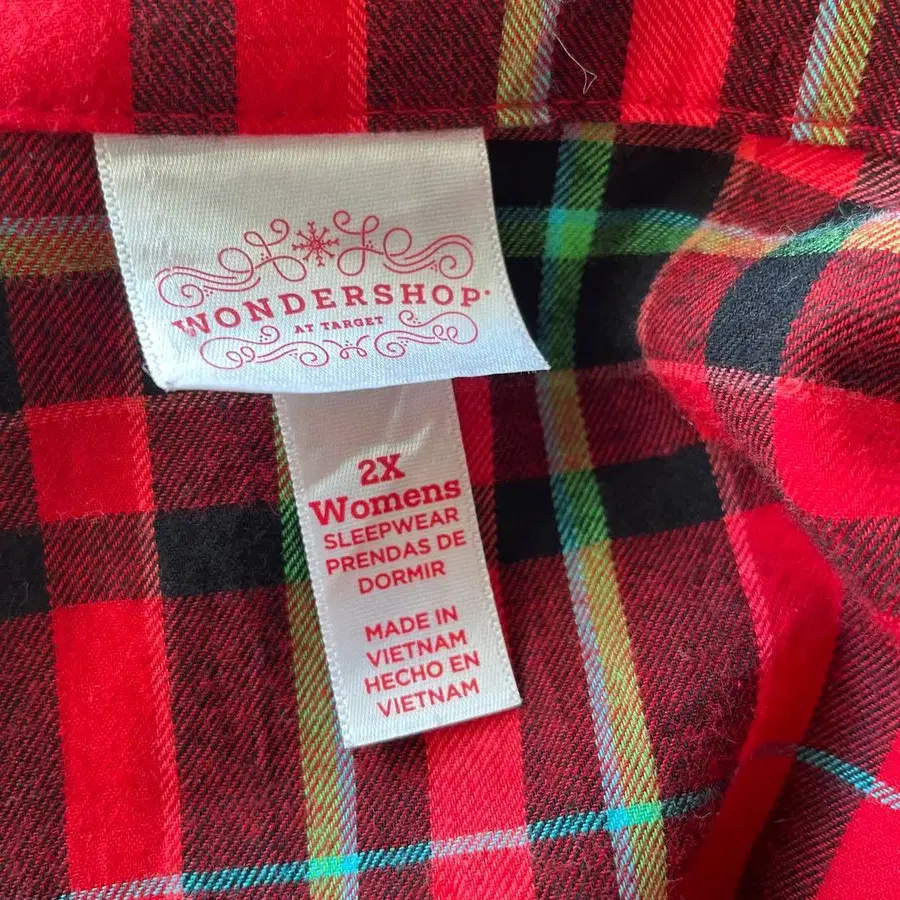 WONDERSHOP
AT TARGET
2X
Womens
SLEEPWEAR
PRENDAS DE
DORMIR
MADE IN
VIETNAM
HECHO EN
VIETNAM